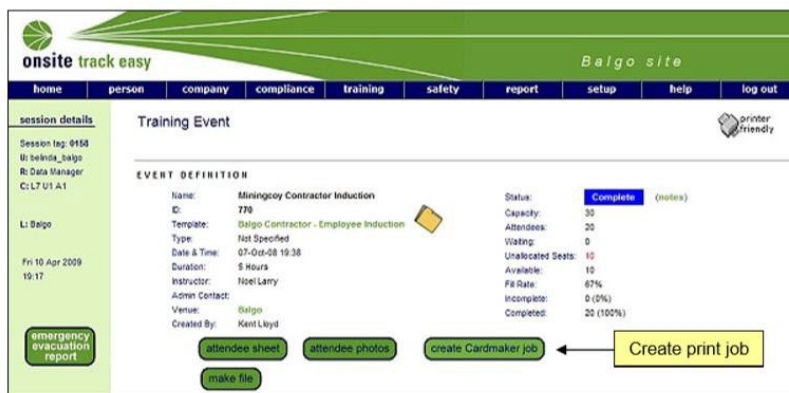 onsite track easy
Balgo site
home person company compliance training safety report setup help log out
session details
Session tag: 0158
U: belinda_balgo
R: Data Manager
C: L7 U1 A1
L: Balgo
Fri 10 Apr 2009
19:17
emergency
evacuation
report
Training Event
printer
friendly
EVENT DEFINITION
Name: Miningcoy Contractor Induction
ID: 770
Template: Balgo Contractor - Employee Induction
Type: Not Specified
Date & Time: 07-Oct-08 19:38
Duration: 5 Hours
Instructor: Noel Larry
Admin Contact:
Venue: Balgo
Created By: Kent Lloyd
Status: Complete (notes)
Capacity: 30
Attendees: 20
Waiting: 0
Unallocated Seats: 10
Available: 10
Fill Rate: 67%
Incomplete: 0 (0%)
Completed: 20 (100%)
attendee sheet attendee photos create Cardmaker job
Create print job
make file